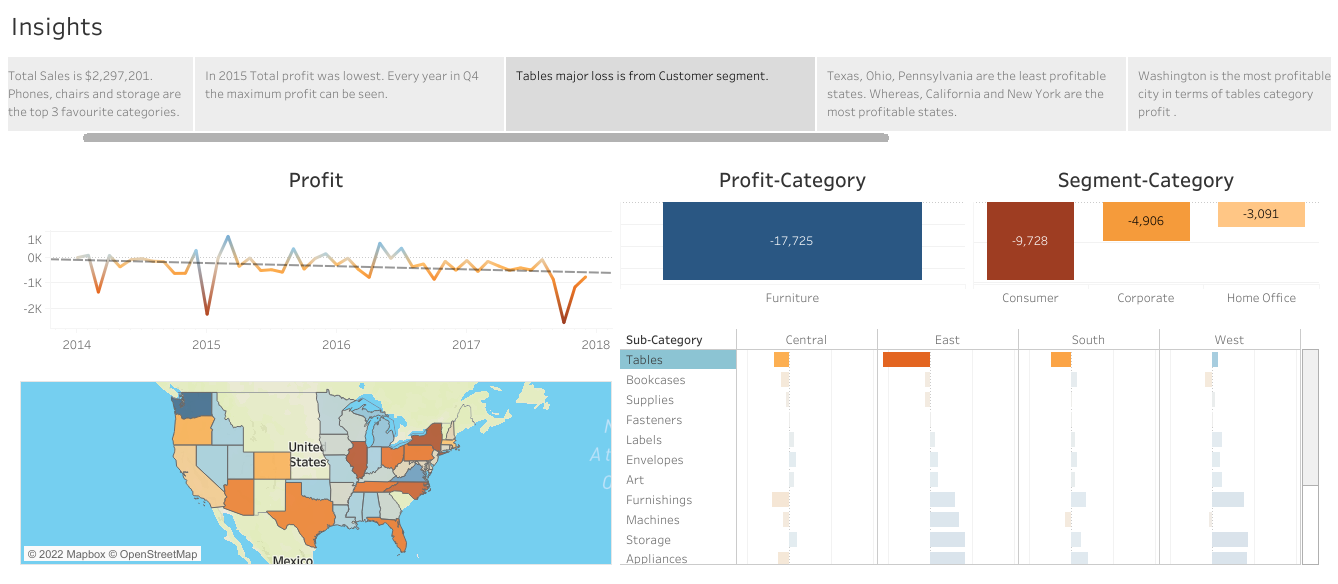 Insights
Total Sales is $2,297,201.
Phones, chairs and storage are
the top 3 favourite categories.
In 2015 Total profit was lowest. Every year in Q4
the maximum profit can be seen.
Tables major loss is from Customer segment.
Texas, Ohio, Pennsylvania are the least profitable
states. Whereas, California and New York are the
most profitable states.
Washington is the most profitable
city in terms of tables category
profit .
Profit
1K
0K
-1K
-2K
2014
2015
2016
2017
2018
Profit-Category
-17,725
Furniture
Segment-Category
-9,728
-4,906
-3,091
Consumer
Corporate
Home Office
United
States
Mexico
© 2022 Mapbox © OpenStreetMap
Sub-Category
Central
East
South
West
Tables
Bookcases
Supplies
Fasteners
Labels
Envelopes
Art
Furnishings
Machines
Storage
Appliances